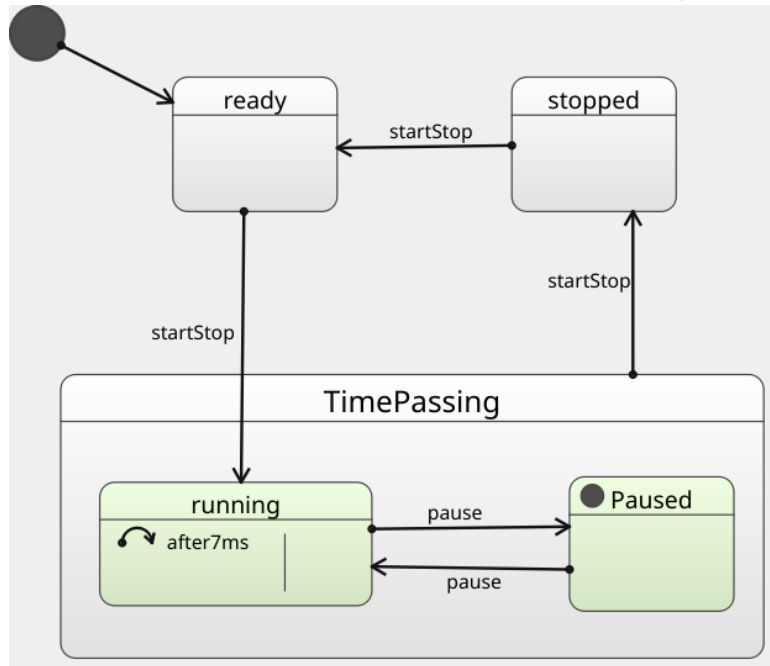 ready
stopped
startStop
startStop
startStop
TimePassing
running
Paused
pause
after7ms
pause